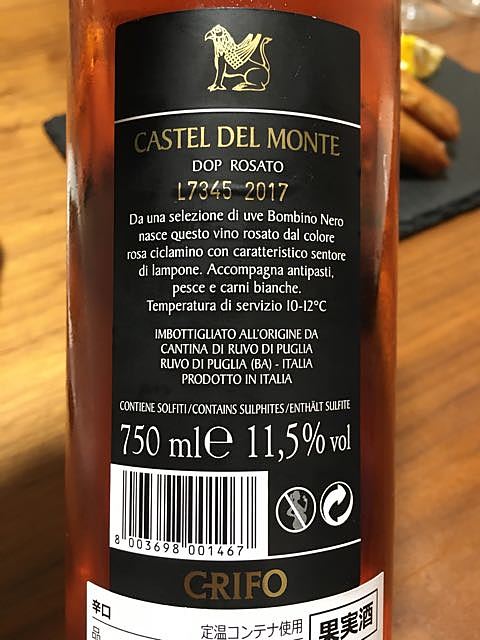 CASTEL DEL MONTE
DOP ROSATO
L7345 2017
Da una selezione di uve Bombino Nero
nasce questo vino rosato dal colore
rosa ciclamino con caratteristico sentore
di lampone. Accompagna antipasti,
pesce e carni bianche.
Temperatura di servizio 10-12°C
IMBOTTIGLIATO ALL'ORIGINE DA
CANTINA DI RUVO DI PUGLIA
RUVO DI PUGLIA (BA) - ITALIA
PRODOTTO IN ITALIA
CONTIENE SOLFITI/CONTAINS SULPHITES/ENTHÄLT SULFITE
750 ml℮ 11,5% vol
8 003698 001467
GRIFO
辛口
定温コンテナ使用
果実酒
品